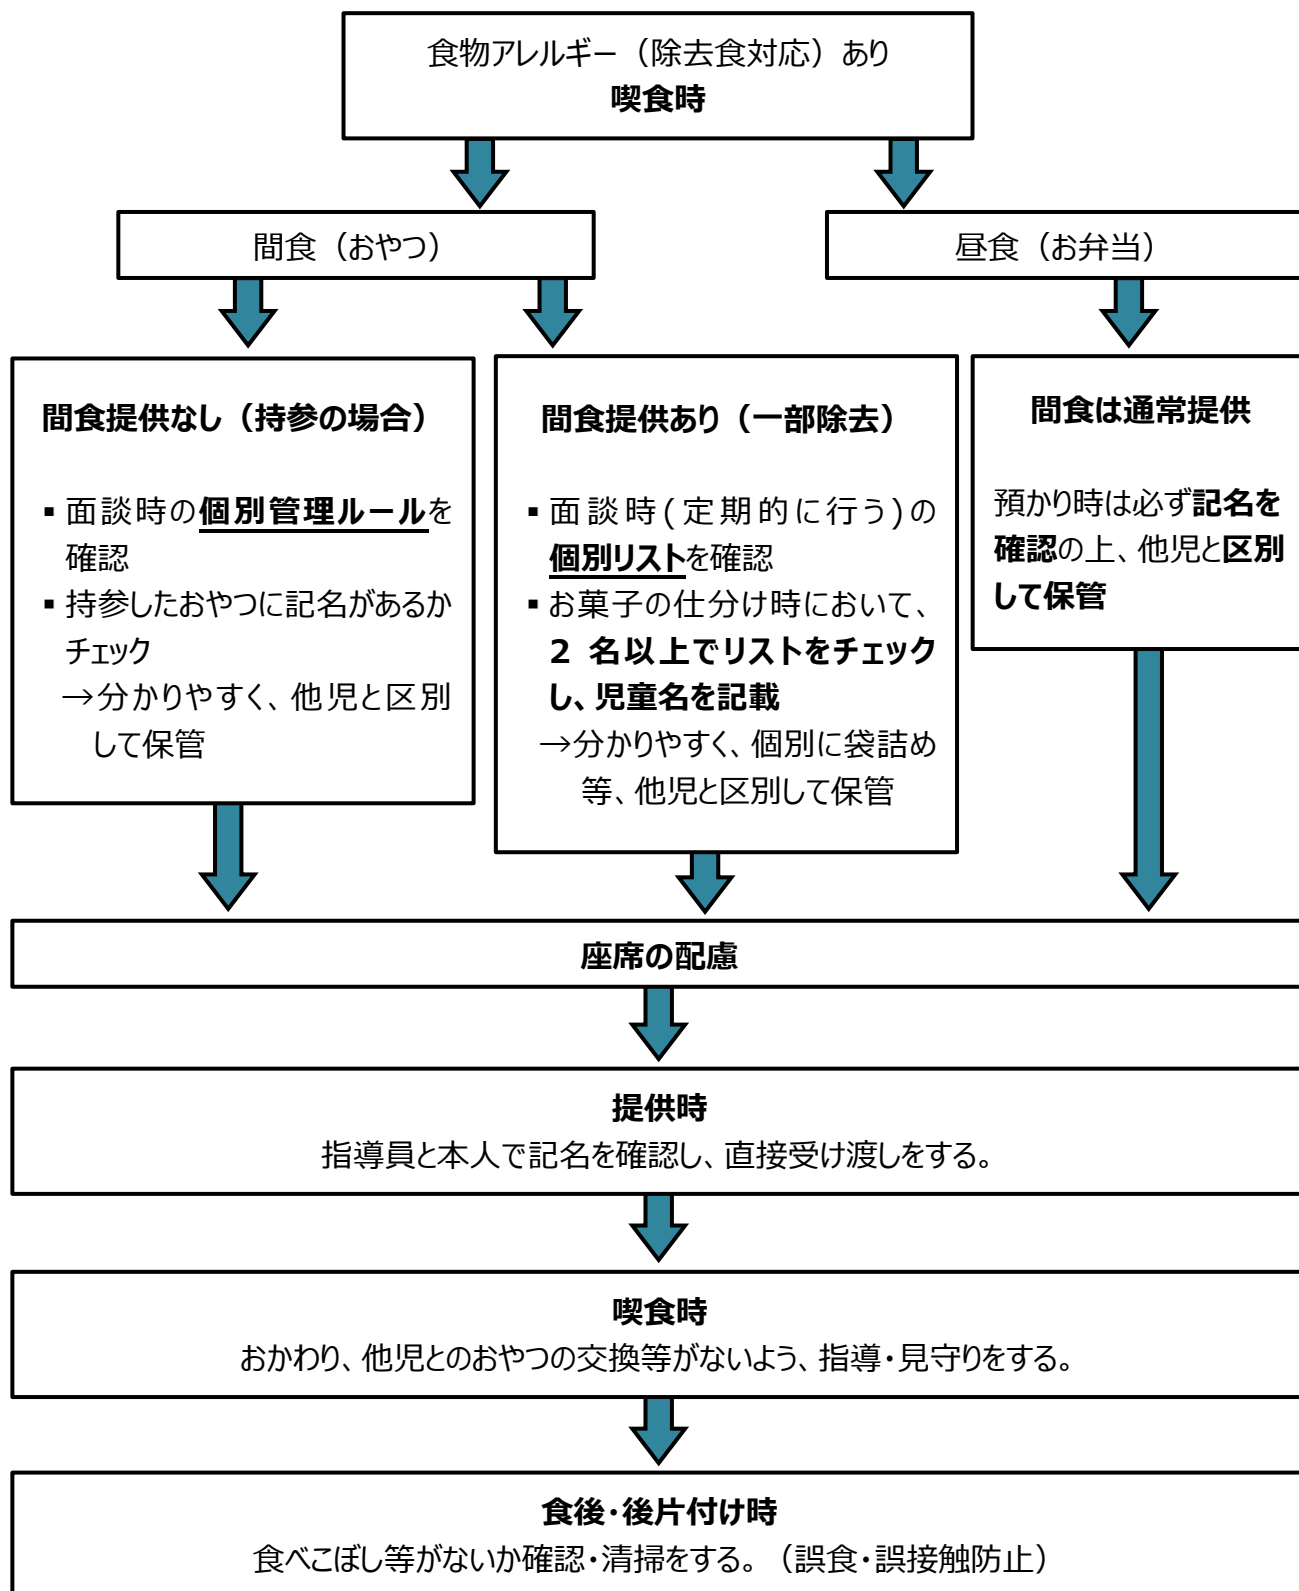 食物アレルギー（除去食対応）あり
喫食時
間食（おやつ）
昼食（お弁当）
間食提供なし（持参の場合）
▪ 面談時の個別管理ルールを
確認
▪ 持参したおやつに記名があるか
チェック
→分かりやすく、他児と区別
して保管
間食提供あり（一部除去）
▪ 面談時(定期的に行う)の
個別リストを確認
▪ お菓子の仕分け時において、
2 名以上でリストをチェック
し、児童名を記載
→分かりやすく、個別に袋詰め
等、他児と区別して保管
間食は通常提供
預かり時は必ず記名を
確認の上、他児と区別
して保管
座席の配慮
提供時
指導員と本人で記名を確認し、直接受け渡しをする。
喫食時
おかわり、他児とのおやつの交換等がないよう、指導・見守りをする。
食後・後片付け時
食べこぼし等がないか確認・清掃をする。（誤食・誤接触防止）